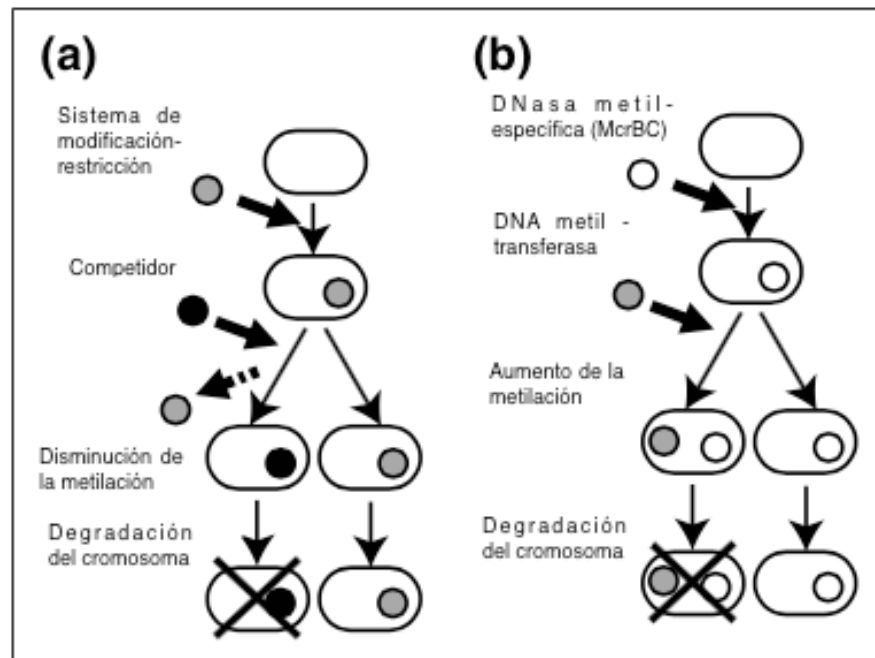 (a)
Sistema de
modificación-
restricción
Competidor
Disminución de
la metilación
Degradación
del cromosoma
(b)
DNasa metil-
específica (McrBC)
DNA metil -
transferasa
Aumento de la
metilación
Degradación
del cromosoma